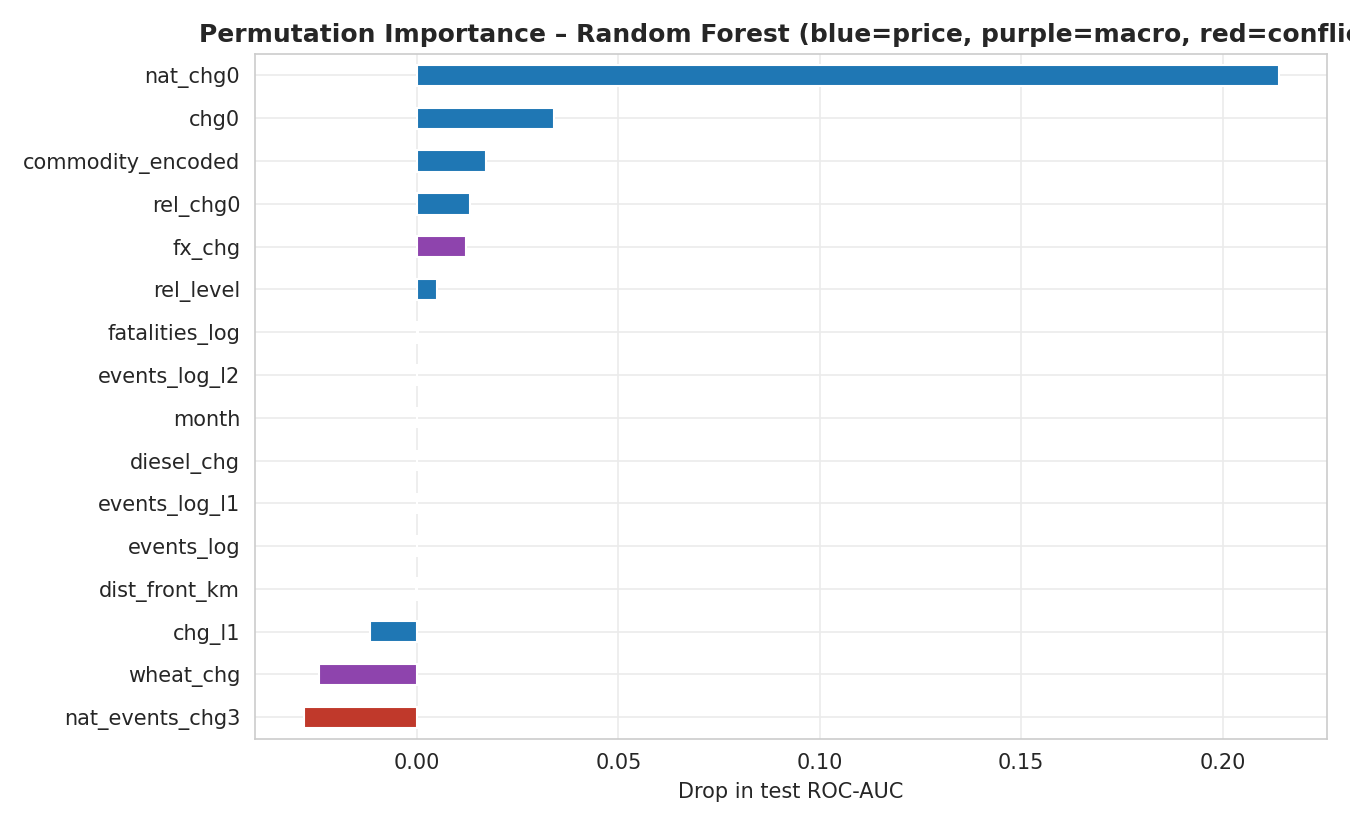 Permutation Importance – Random Forest (blue=price, purple=macro, red=conflic
nat_chg0
chg0
commodity_encoded
rel_chg0
fx_chg
rel_level
fatalities_log
events_log_l2
month
diesel_chg
events_log_l1
events_log
dist_front_km
chg_l1
wheat_chg
nat_events_chg3
0.00 0.05 0.10 0.15 0.20
Drop in test ROC-AUC